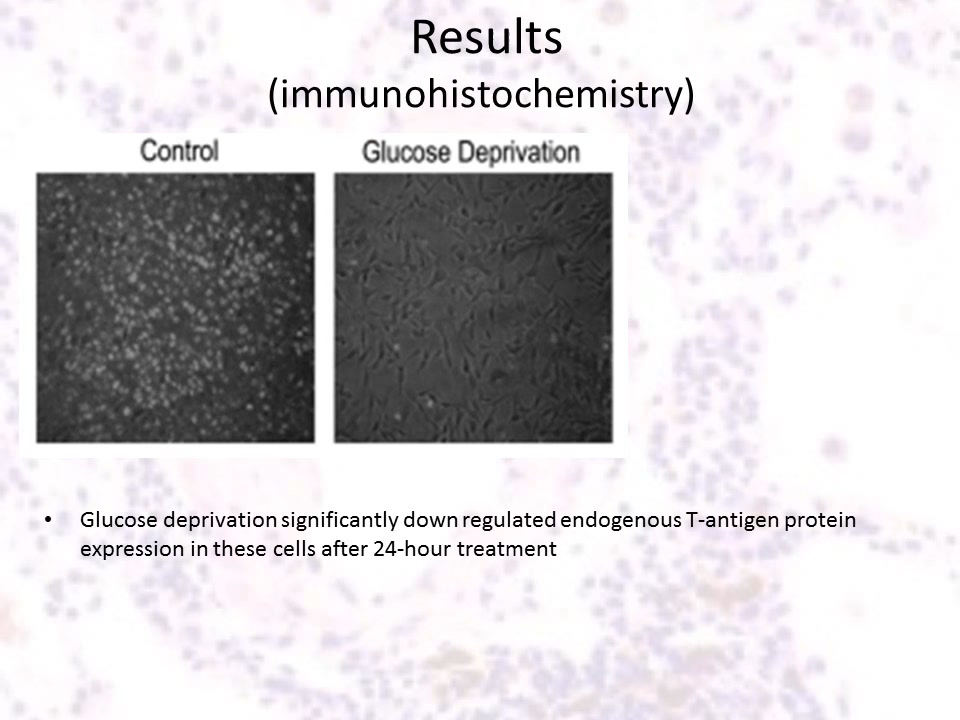 Results
(immunohistochemistry)
Control Glucose Deprivation
• Glucose deprivation significantly down regulated endogenous T-antigen protein
expression in these cells after 24-hour treatment